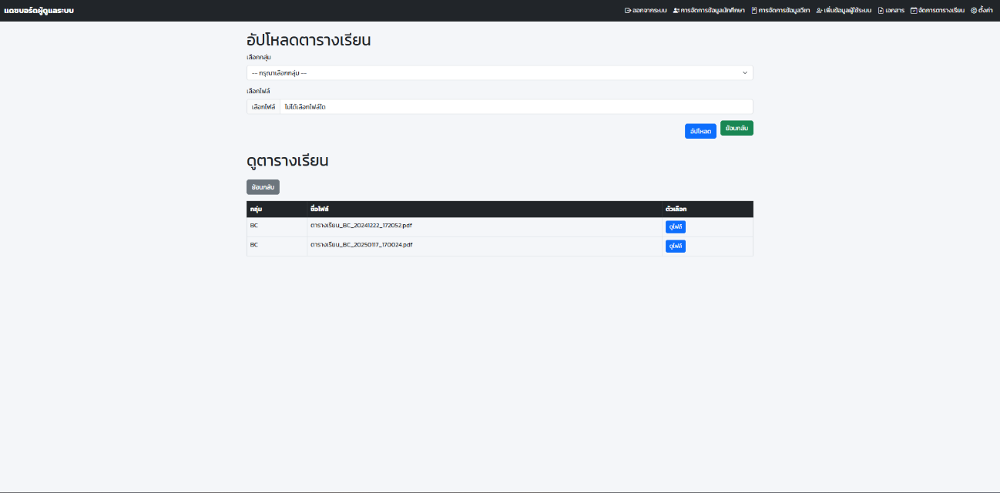 แดชบอร์ดผู้ดูแลระบบ
ออกจากระบบ การจัดการข้อมูลนักศึกษา การจัดการข้อมูลวิชา เพิ่มข้อมูลผู้ใช้ระบบ เอกสาร จัดการตารางเรียน ตั้งค่า
อัปโหลดตารางเรียน
เลือกกลุ่ม
-- กรุณาเลือกกลุ่ม --
เลือกไฟล์
เลือกไฟล์ ไม่ได้เลือกไฟล์ใด
อัปโหลด ย้อนกลับ
ดูตารางเรียน
ย้อนกลับ
กลุ่ม ชื่อไฟล์ ตัวเลือก
BC ตารางเรียน_BC_20241222_172052.pdf ดูไฟล์
BC ตารางเรียน_BC_20250117_170024.pdf ดูไฟล์